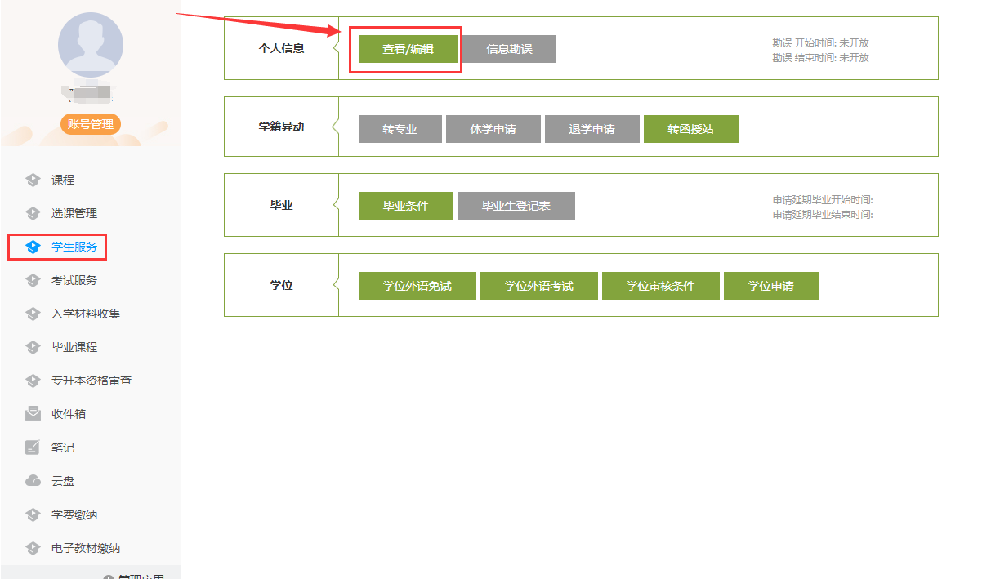 账号管理
课程
选课管理
学生服务
考试服务
入学材料收集
毕业课程
专升本资格审查
收件箱
笔记
云盘
学费缴纳
电子教材缴纳
管理应用
个人信息
查看/编辑
信息勘误
勘误 开始时间: 未开放
勘误 结束时间: 未开放
学籍异动
转专业
休学申请
退学申请
转函授站
毕业
毕业条件
毕业生登记表
申请延期毕业开始时间:
申请延期毕业结束时间:
学位
学位外语免试
学位外语考试
学位审核条件
学位申请